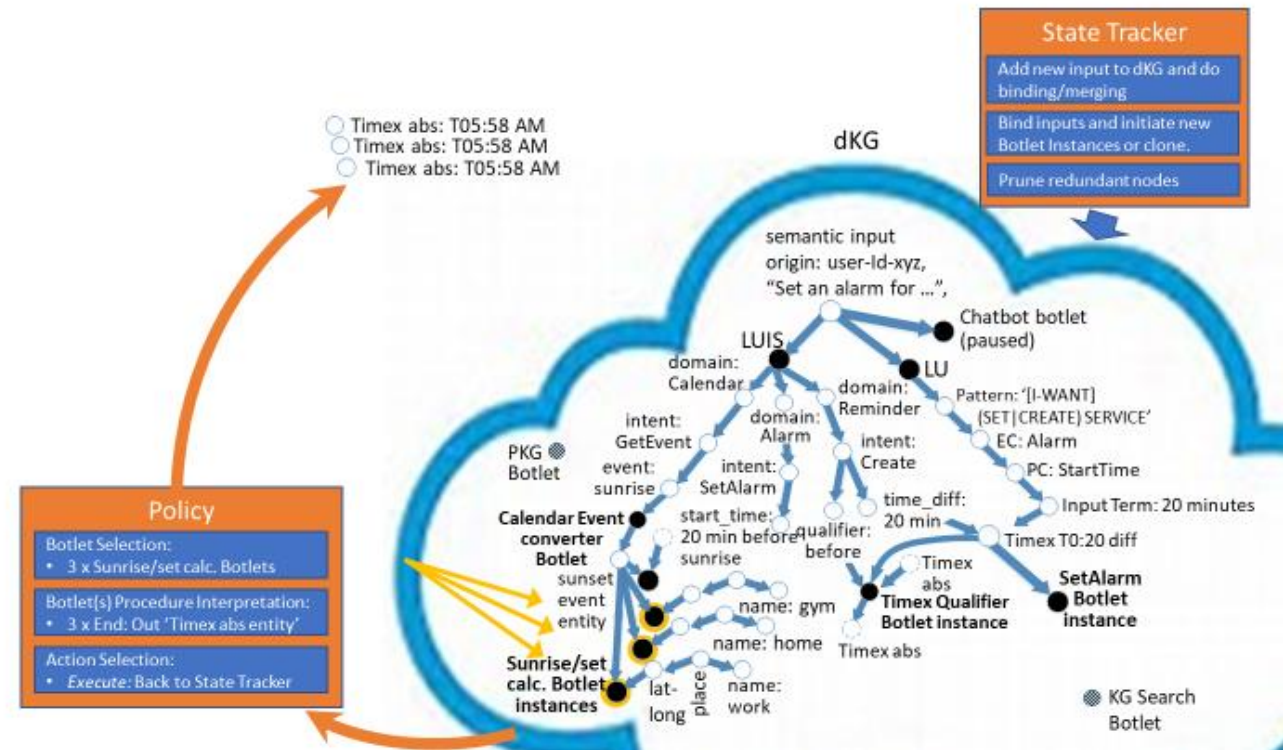 State Tracker
Add new input to dKG and do
binding/merging
Bind inputs and initiate new
Botlet Instances or clone.
Prune redundant nodes
Timex abs: T05:58 AM
Timex abs: T05:58 AM
Timex abs: T05:58 AM
dKG
semantic input
origin: user-Id-xyz,
“Set an alarm for ...”,
Chatbot botlet
(paused)
LUIS
LU
domain:
Calendar
domain:
Alarm
domain:
Reminder
Pattern: ‘[I-WANT]
(SET|CREATE) SERVICE’
EC: Alarm
PC: StartTime
Input Term: 20 minutes
Timex T0:20 diff
intent:
GetEvent
intent:
SetAlarm
intent:
Create
PKG
Botlet
event:
sunrise
Calendar Event
converter
Botlet
start_time:
20 min before
sunrise
qualifier:
before
time_diff:
20 min
sunset
event
entity
name: gym
name: home
Timex
abs
Timex Qualifier
Botlet instance
Timex abs
SetAlarm
Botlet
instance
Sunrise/set
calc. Botlet
instances
lat-
long
place
name:
work
KG Search
Botlet
Policy
Botlet Selection:
• 3 x Sunrise/set calc. Botlets
Botlet(s) Procedure Interpretation:
• 3 x End: Out ‘Timex abs entity’
Action Selection:
• Execute: Back to State Tracker